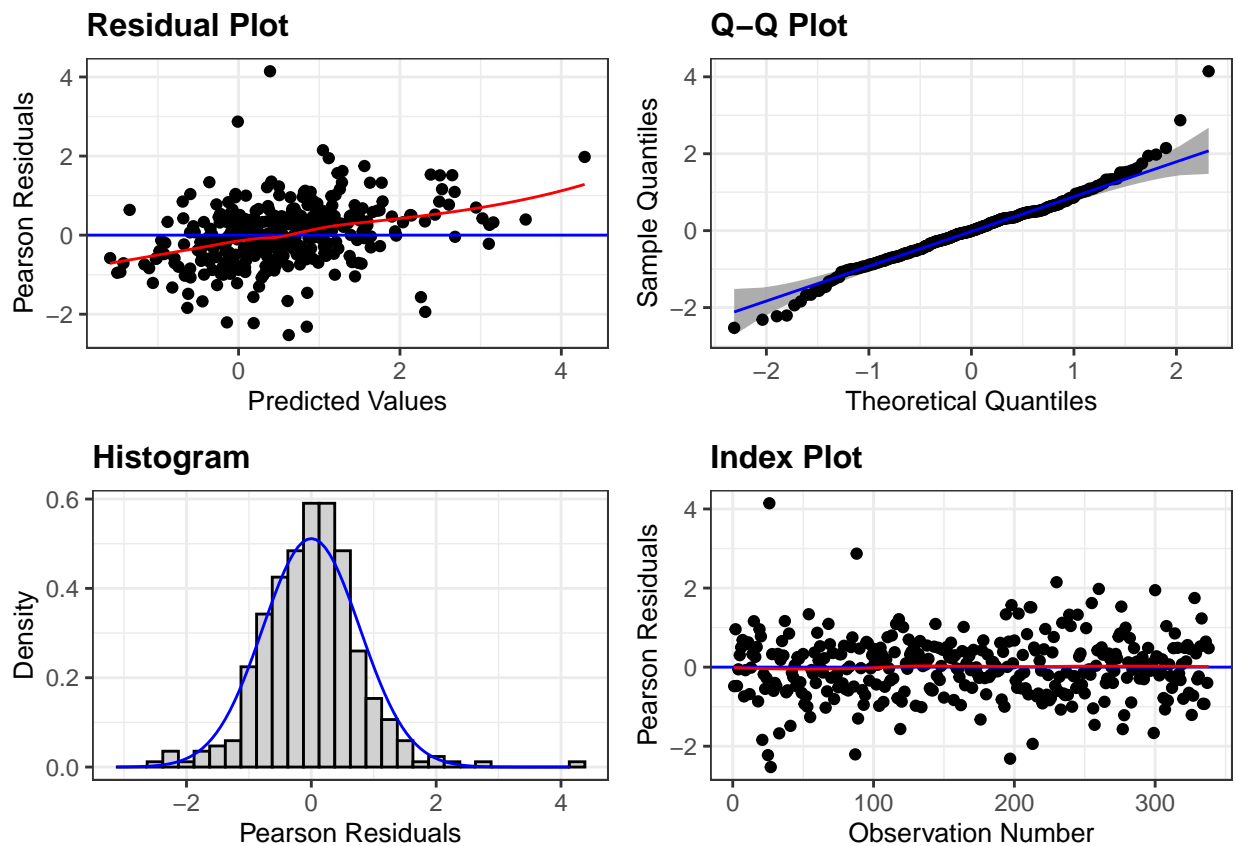 Residual Plot
Pearson Residuals
4
2
0
−2
0
2
4
Predicted Values
Q−Q Plot
Sample Quantiles
4
2
0
−2
−2
−1
0
1
2
Theoretical Quantiles
Histogram
Density
0.6
0.4
0.2
0.0
−2
0
2
4
Pearson Residuals
Index Plot
Pearson Residuals
4
2
0
−2
0
100
200
300
Observation Number